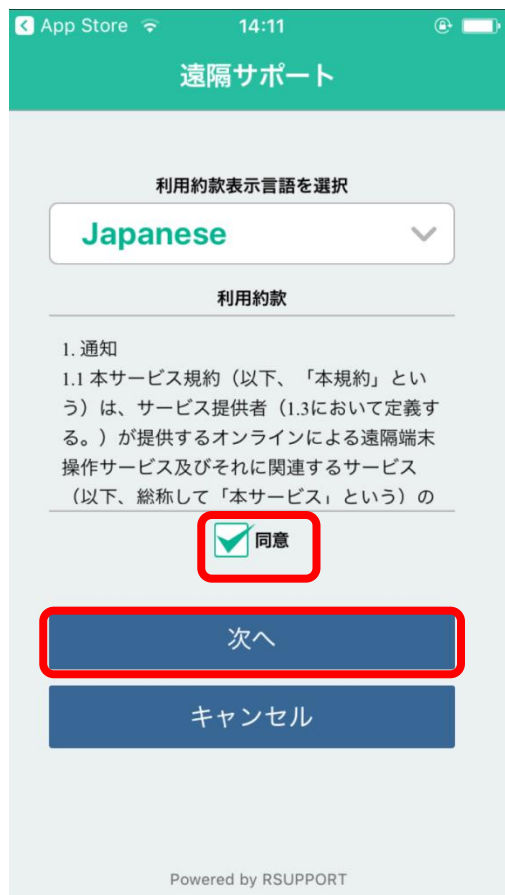 App Store 14:11
遠隔サポート
利用約款表示言語を選択
Japanese
利用約款
1. 通知
1.1 本サービス規約（以下、「本規約」とい
う）は、サービス提供者（1.3において定義す
る。）が提供するオンラインによる遠隔端末
操作サービス及びそれに関連するサービス
（以下、総称して「本サービス」という）の
同意
次へ
キャンセル
Powered by RSUPPORT